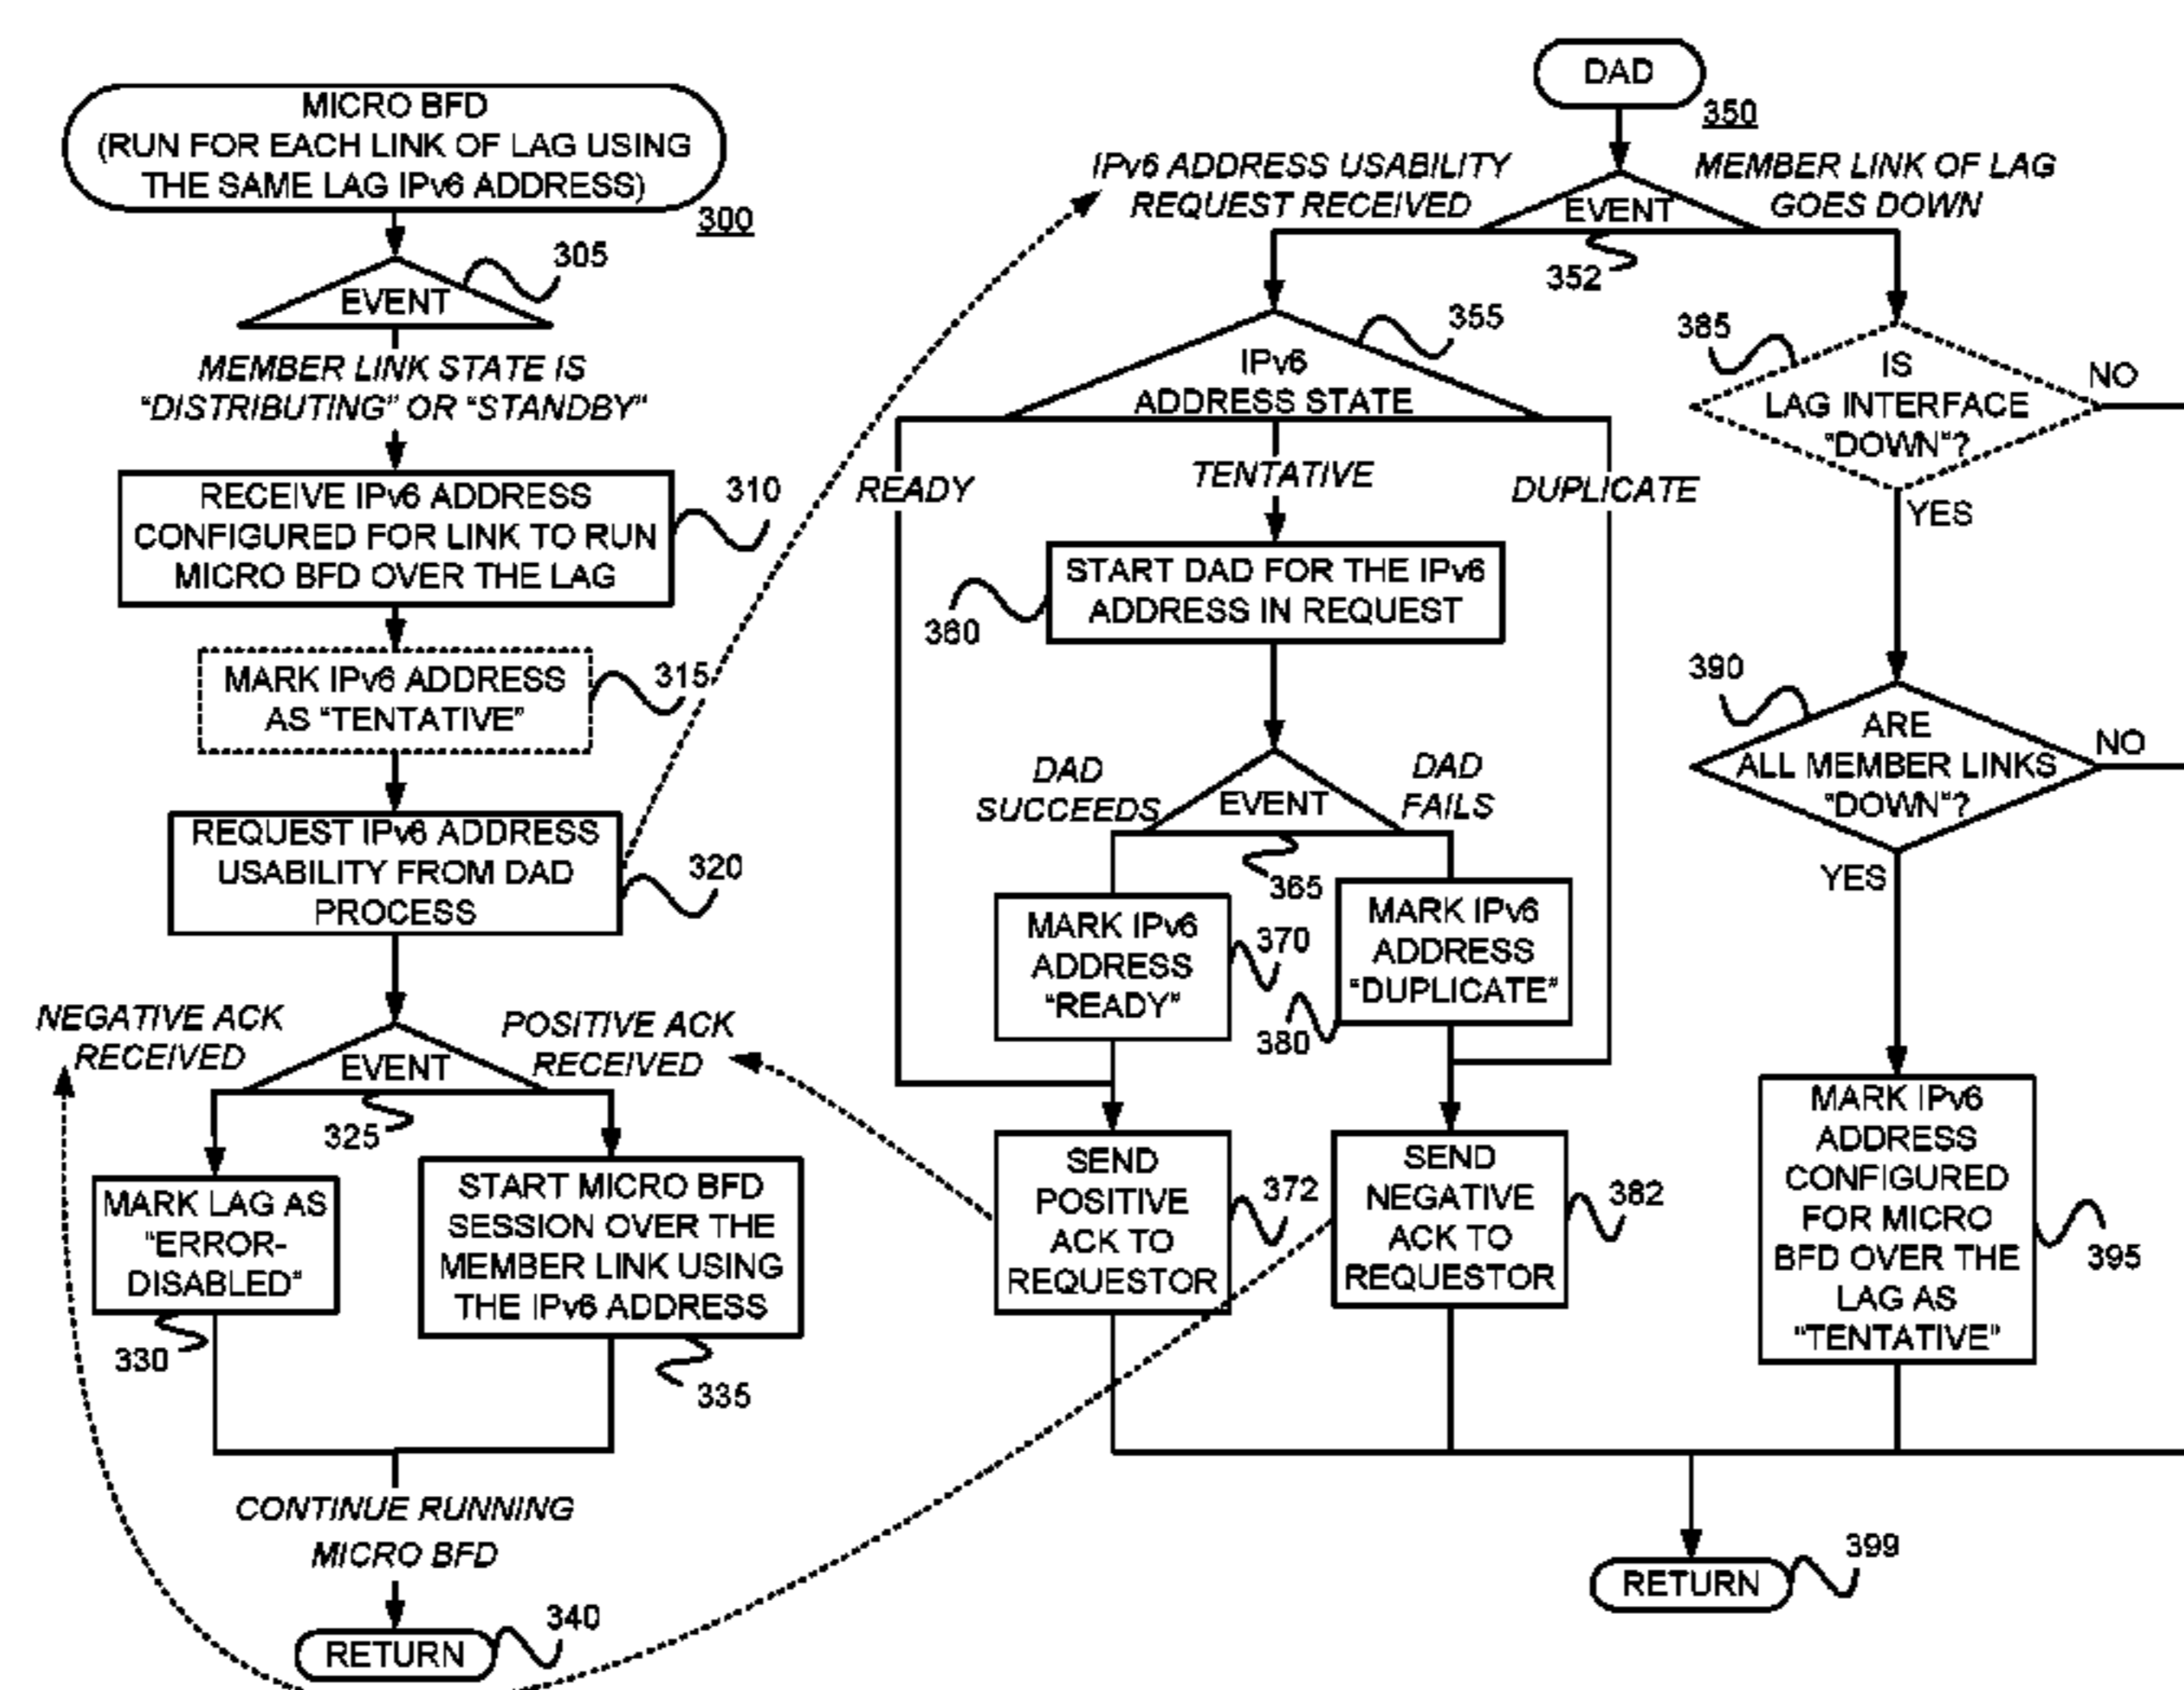 MICRO BFD
(RUN FOR EACH LINK OF LAG USING
THE SAME LAG IPv6 ADDRESS)
300
305
EVENT
MEMBER LINK STATE IS
"DISTRIBUTING" OR "STANDBY"
RECEIVE IPv6 ADDRESS
CONFIGURED FOR LINK TO RUN
MICRO BFD OVER THE LAG
310
MARK IPv6 ADDRESS
AS "TENTATIVE"
315
REQUEST IPv6 ADDRESS
USABILITY FROM DAD
PROCESS
320
NEGATIVE ACK
RECEIVED
EVENT
POSITIVE ACK
RECEIVED
325
MARK LAG AS
"ERROR-
DISABLED"
330
START MICRO BFD
SESSION OVER THE
MEMBER LINK USING
THE IPv6 ADDRESS
335
CONTINUE RUNNING
MICRO BFD
RETURN
340
DAD
350
IPv6 ADDRESS USABILITY
REQUEST RECEIVED
EVENT
MEMBER LINK OF LAG
GOES DOWN
352
355
IPv6
ADDRESS STATE
READY
TENTATIVE
DUPLICATE
START DAD FOR THE IPv6
ADDRESS IN REQUEST
360
DAD
SUCCEEDS
EVENT
DAD
FAILS
365
MARK IPv6
ADDRESS
"READY"
370
MARK IPv6
ADDRESS
"DUPLICATE"
380
SEND
POSITIVE
ACK TO
REQUESTOR
372
SEND
NEGATIVE
ACK TO
REQUESTOR
382
385
IS
LAG INTERFACE
"DOWN"?
NO
YES
390
ARE
ALL MEMBER LINKS
"DOWN"?
NO
YES
MARK IPv6
ADDRESS
CONFIGURED
FOR MICRO
BFD OVER THE
LAG AS
"TENTATIVE"
395
RETURN
399